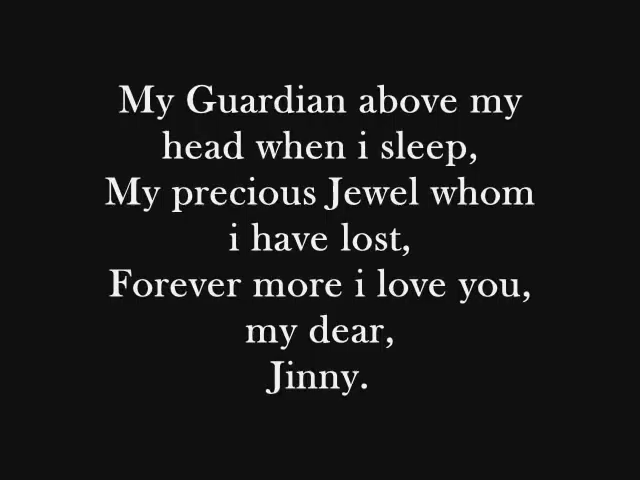 My Guardian above my
head when i sleep,
My precious Jewel whom
i have lost,
Forever more i love you,
my dear,
Jinny.